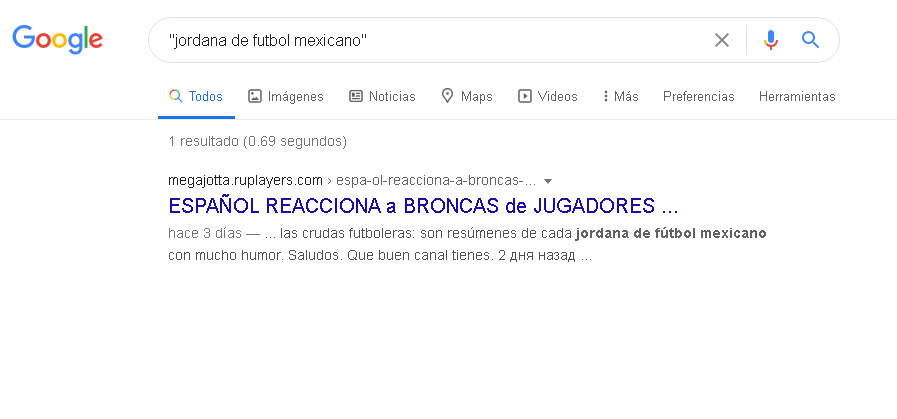 Google "jordana de futbol mexicano"
Todos Imágenes Noticias Maps Videos Más Preferencias Herramientas
1 resultado (0.69 segundos)
megajotta.ruplayers.com › espa-ol-reacciona-a-broncas-...
ESPAÑOL REACCIONA a BRONCAS de JUGADORES ...
hace 3 días — ... las crudas futboleras: son resúmenes de cada jordana de fútbol mexicano
con mucho humor. Saludos. Que buen canal tienes. 2 дня назад ...